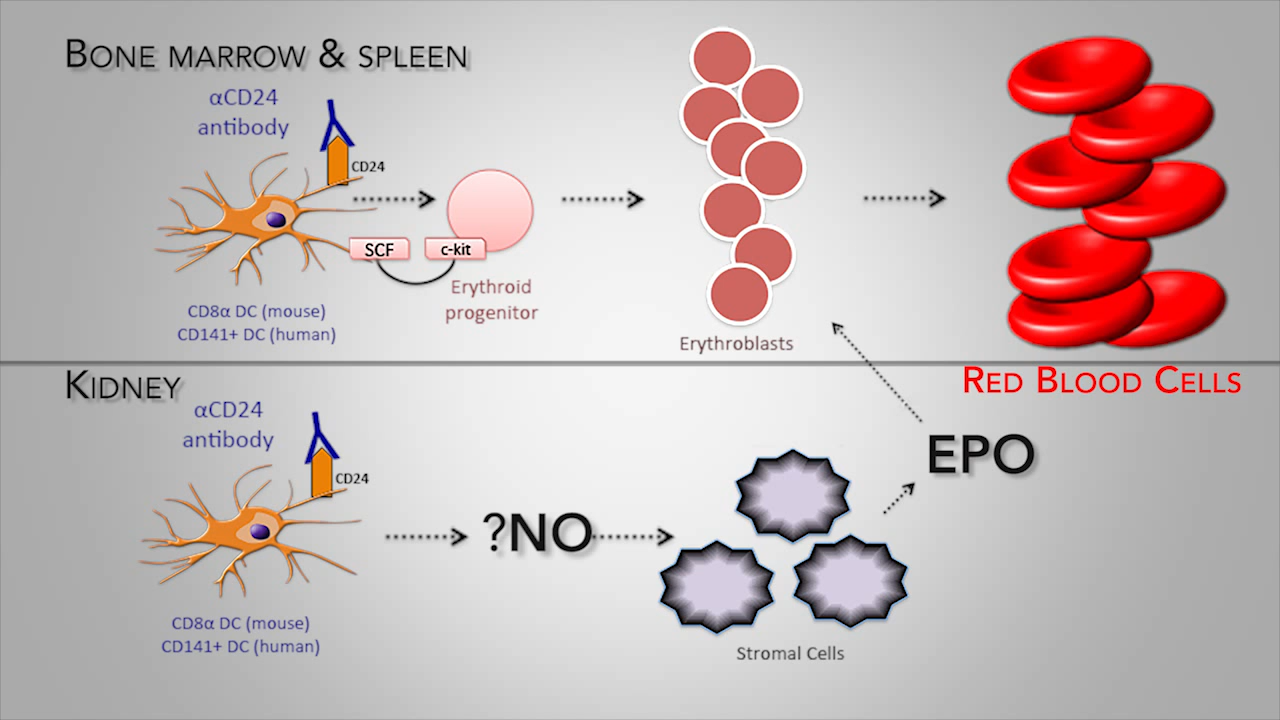 BONE MARROW & SPLEEN
αCD24
antibody
CD24
SCF
c-kit
Erythroid
progenitor
CD8α DC (mouse)
CD141+ DC (human)
Erythroblasts
RED BLOOD CELLS
KIDNEY
αCD24
antibody
CD24
?NO
EPO
CD8α DC (mouse)
CD141+ DC (human)
Stromal Cells